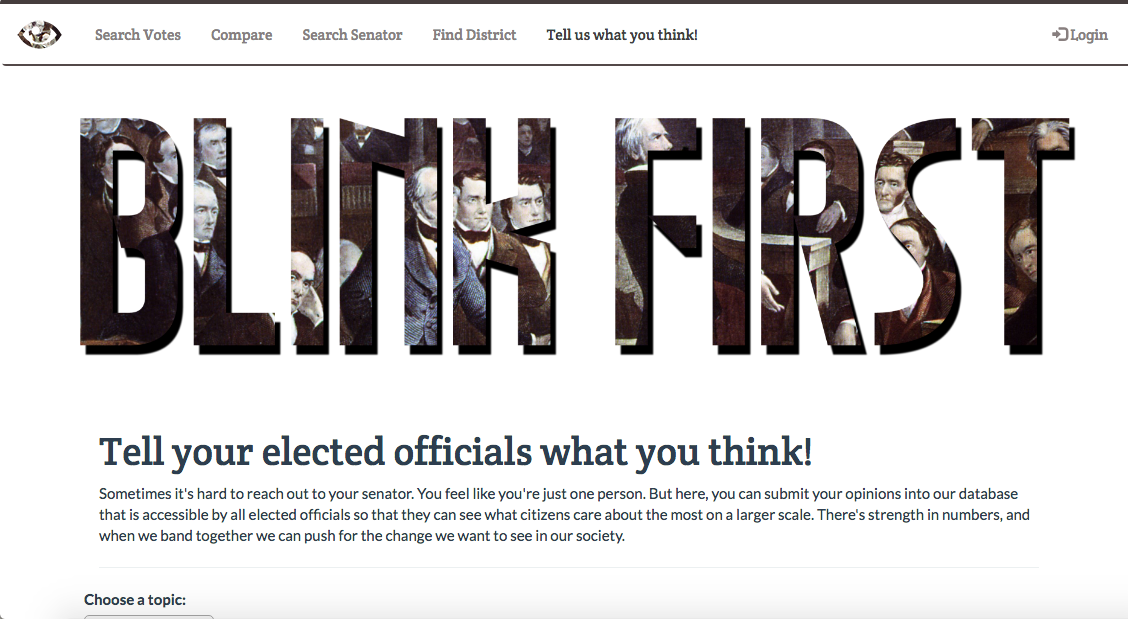 Search Votes Compare Search Senator Find District Tell us what you think! Login
BLINK FIRST
Tell your elected officials what you think!
Sometimes it's hard to reach out to your senator. You feel like you're just one person. But here, you can submit your opinions into our database
that is accessible by all elected officials so that they can see what citizens care about the most on a larger scale. There's strength in numbers, and
when we band together we can push for the change we want to see in our society.
Choose a topic: